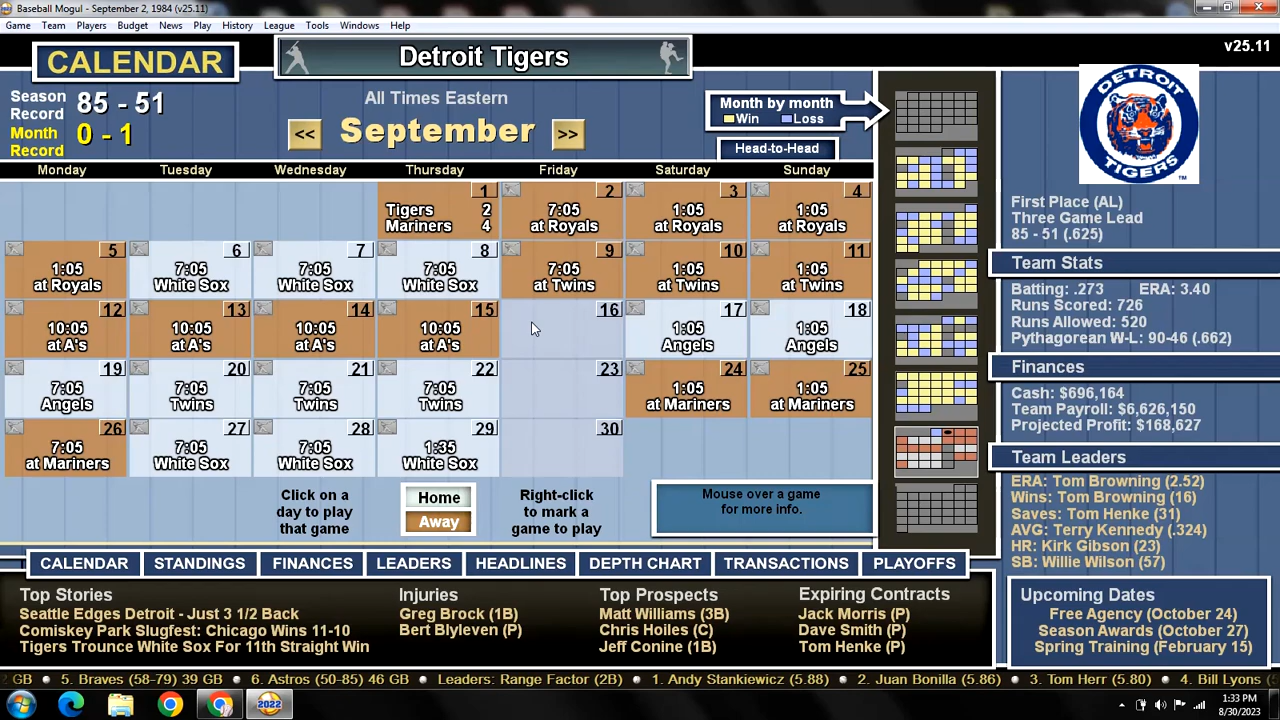 Baseball Mogul - September 2, 1984 (v25.11)
Game Team Players Budget News Play History League Tools Windows Help
CALENDAR
Detroit Tigers
v25.11
Season Record 85 - 51
Month Record 0 - 1
All Times Eastern
<< September >>
Month by month
Win Loss
Head-to-Head
Monday Tuesday Wednesday Thursday Friday Saturday Sunday
1 2 3 4
Tigers 2 7:05 1:05 1:05
Mariners 4 at Royals at Royals at Royals
5 6 7 8 9 10 11
1:05 7:05 7:05 7:05 7:05 1:05 1:05
at Royals White Sox White Sox White Sox at Twins at Twins at Twins
12 13 14 15 16 17 18
10:05 10:05 10:05 10:05 1:05 1:05
at A's at A's at A's at A's Angels Angels
19 20 21 22 23 24 25
7:05 7:05 7:05 7:05 1:05 1:05
Angels Twins Twins Twins at Mariners at Mariners
26 27 28 29 30
7:05 7:05 7:05 1:35
at Mariners White Sox White Sox White Sox
Click on a
day to play
that game
Home
Away
Right-click
to mark a
game to play
Mouse over a game
for more info.
DETROIT
TIGERS
TM
First Place (AL)
Three Game Lead
85 - 51 (.625)
Team Stats
Batting: .273 ERA: 3.40
Runs Scored: 726
Runs Allowed: 520
Pythagorean W-L: 90-46 (.662)
Finances
Cash: $696,164
Team Payroll: $6,626,150
Projected Profit: $168,627
Team Leaders
ERA: Tom Browning (2.52)
Wins: Tom Browning (16)
Saves: Tom Henke (31)
AVG: Terry Kennedy (.324)
HR: Kirk Gibson (23)
SB: Willie Wilson (57)
CALENDAR STANDINGS FINANCES LEADERS HEADLINES DEPTH CHART TRANSACTIONS PLAYOFFS
Top Stories
Seattle Edges Detroit - Just 3 1/2 Back
Comiskey Park Slugfest: Chicago Wins 11-10
Tigers Trounce White Sox For 11th Straight Win
Injuries
Greg Brock (1B)
Bert Blyleven (P)
Top Prospects
Matt Williams (3B)
Chris Hoiles (C)
Jeff Conine (1B)
Expiring Contracts
Jack Morris (P)
Dave Smith (P)
Tom Henke (P)
Upcoming Dates
Free Agency (October 24)
Season Awards (October 27)
Spring Training (February 15)
2 GB • 5. Braves (58-79) 39 GB • 6. Astros (50-85) 46 GB • Leaders: Range Factor (2B) • 1. Andy Stankiewicz (5.88) • 2. Juan Bonilla (5.86) • 3. Tom Herr (5.80) • 4. Bill Lyons (5
2022
1:33 PM
8/30/2023